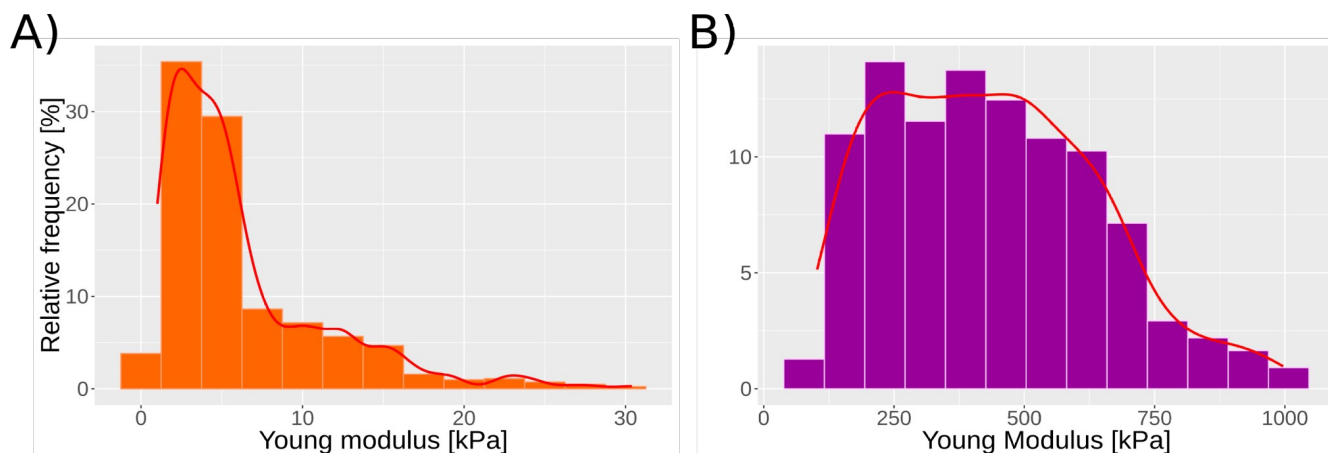 A)
Relative frequency [%]
30
20
10
0
0 10 20 30
Young modulus [kPa]
B)
10
5
0
0 250 500 750 1000
Young Modulus [kPa]